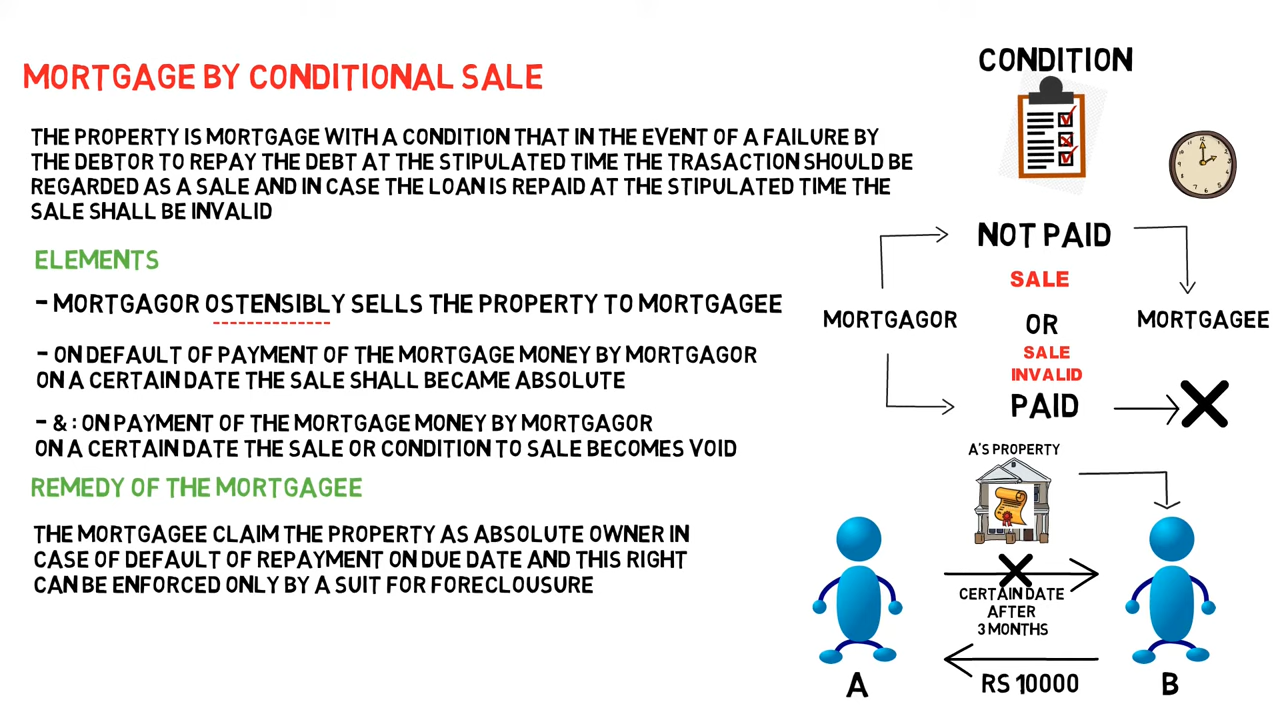 MORTGAGE BY CONDITIONAL SALE
THE PROPERTY IS MORTGAGE WITH A CONDITION THAT IN THE EVENT OF A FAILURE BY
THE DEBTOR TO REPAY THE DEBT AT THE STIPULATED TIME THE TRASACTION SHOULD BE
REGARDED AS A SALE AND IN CASE THE LOAN IS REPAID AT THE STIPULATED TIME THE
SALE SHALL BE INVALID
ELEMENTS
- MORTGAGOR OSTENSIBLY SELLS THE PROPERTY TO MORTGAGEE
- ON DEFAULT OF PAYMENT OF THE MORTGAGE MONEY BY MORTGAGOR
ON A CERTAIN DATE THE SALE SHALL BECAME ABSOLUTE
- & : ON PAYMENT OF THE MORTGAGE MONEY BY MORTGAGOR
ON A CERTAIN DATE THE SALE OR CONDITION TO SALE BECOMES VOID
REMEDY OF THE MORTGAGEE
THE MORTGAGEE CLAIM THE PROPERTY AS ABSOLUTE OWNER IN
CASE OF DEFAULT OF REPAYMENT ON DUE DATE AND THIS RIGHT
CAN BE ENFORCED ONLY BY A SUIT FOR FORECLOUSURE
CONDITION
NOT PAID
SALE
MORTGAGOR
OR
MORTGAGEE
SALE
INVALID
PAID
A'S PROPERTY
CERTAIN DATE
AFTER
3 MONTHS
RS 10000
A
B